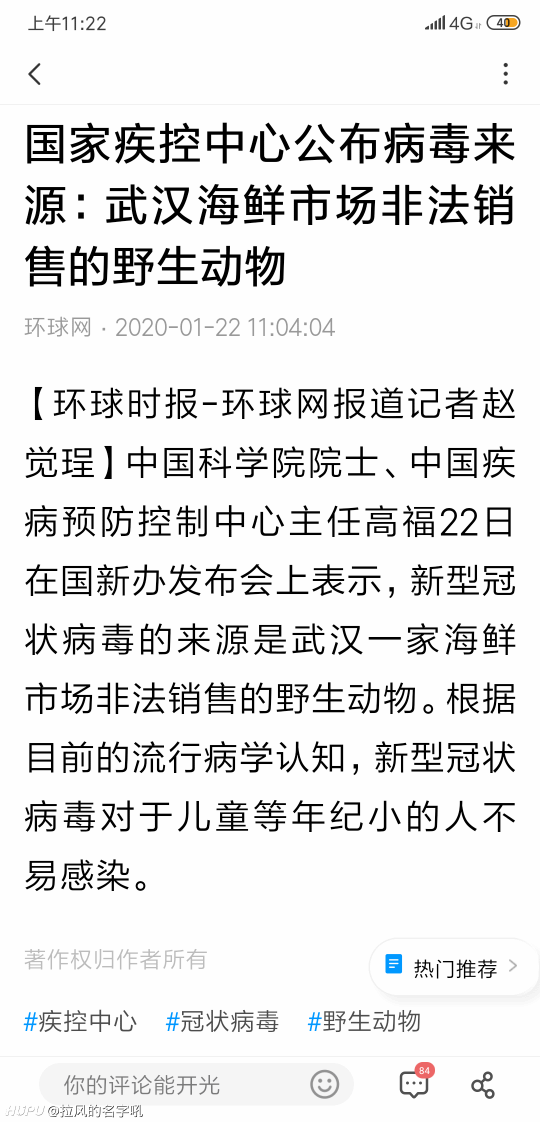 上午11:22
4G
40
国家疾控中心公布病毒来
源：武汉海鲜市场非法销
售的野生动物
环球网 · 2020-01-22 11:04:04
【环球时报-环球网报道记者赵
觉珵】中国科学院院士、中国疾
病预防控制中心主任高福22日
在国新办发布会上表示，新型冠
状病毒的来源是武汉一家海鲜
市场非法销售的野生动物。根据
目前的流行病学认知，新型冠状
病毒对于儿童等年纪小的人不
易感染。
著作权归作者所有
热门推荐
#疾控中心 #冠状病毒 #野生动物
你的评论能开光
84
HUPU @拉风的名字吼